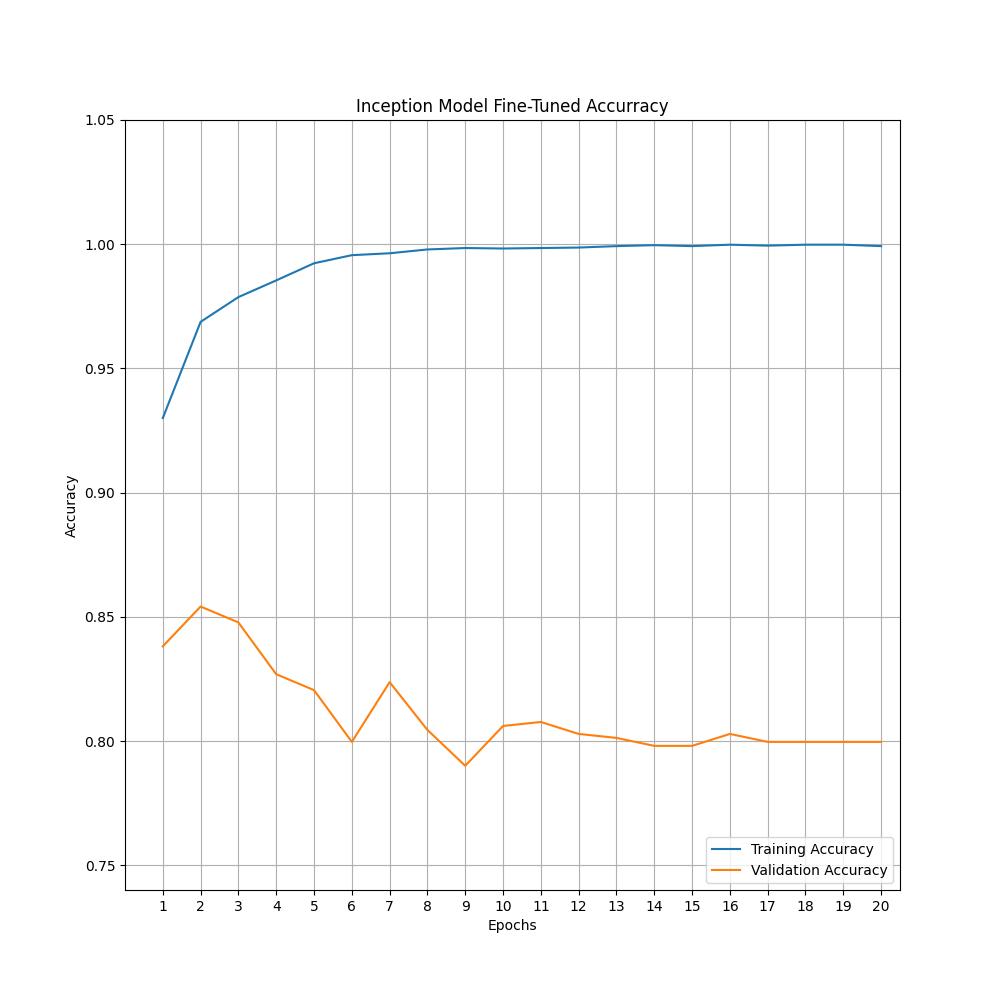 Inception Model Fine-Tuned Accurracy
1.05
1.00
0.95
0.90
0.85
0.80
0.75
Accuracy
1 2 3 4 5 6 7 8 9 10 11 12 13 14 15 16 17 18 19 20
Epochs
Training Accuracy
Validation Accuracy